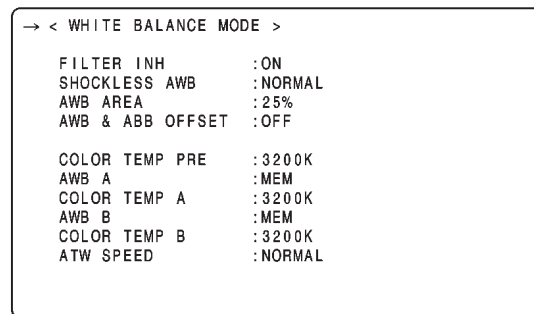 → < WHITE BALANCE MODE >
FILTER INH :ON
SHOCKLESS AWB :NORMAL
AWB AREA :25%
AWB & ABB OFFSET :OFF
COLOR TEMP PRE :3200K
AWB A :MEM
COLOR TEMP A :3200K
AWB B :MEM
COLOR TEMP B :3200K
ATW SPEED :NORMAL